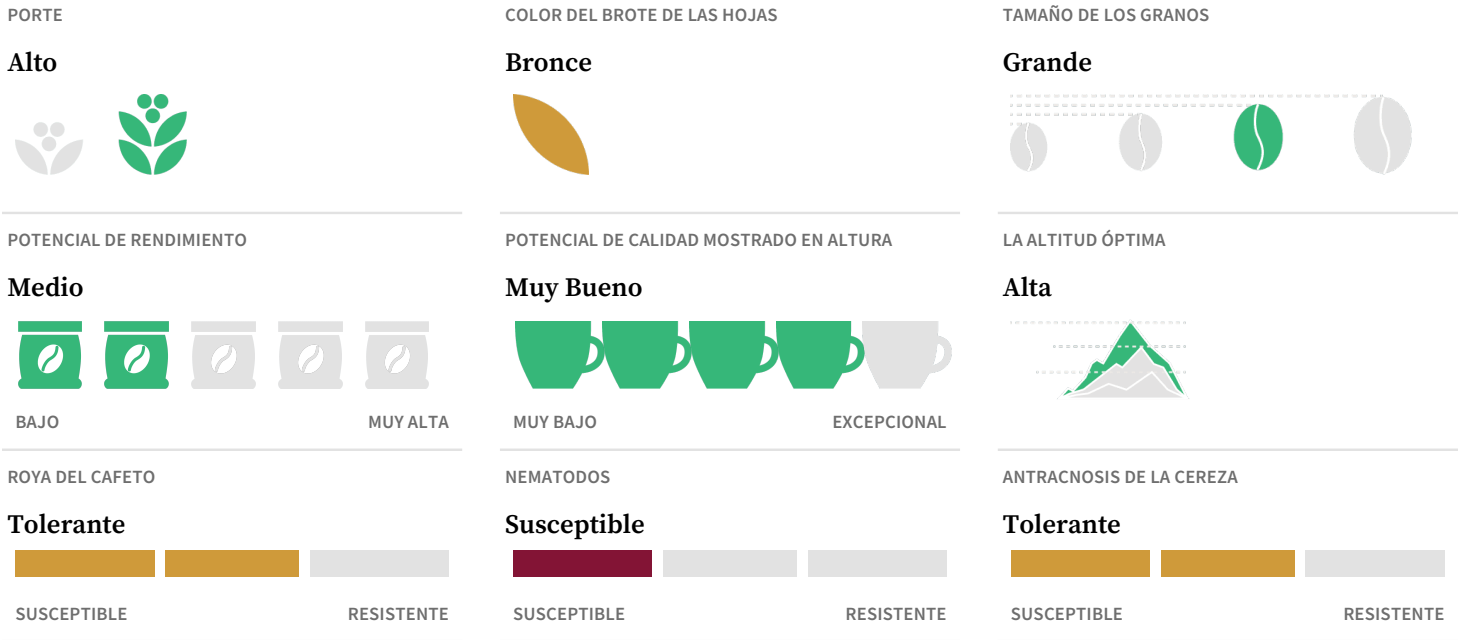 PORTE
Alto
COLOR DEL BROTE DE LAS HOJAS
Bronce
TAMAÑO DE LOS GRANOS
Grande
POTENCIAL DE RENDIMIENTO
Medio
BAJO
MUY ALTA
POTENCIAL DE CALIDAD MOSTRADO EN ALTURA
Muy Bueno
MUY BAJO
EXCEPCIONAL
LA ALTITUD ÓPTIMA
Alta
ROYA DEL CAFETO
Tolerante
SUSCEPTIBLE
RESISTENTE
NEMATODOS
Susceptible
SUSCEPTIBLE
RESISTENTE
ANTRACNOSIS DE LA CEREZA
Tolerante
SUSCEPTIBLE
RESISTENTE